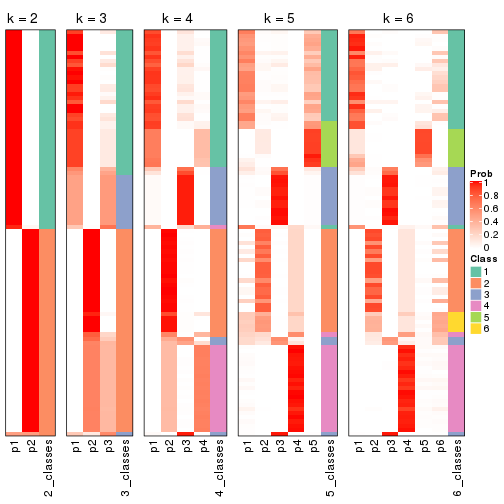 k = 2
k = 3
k = 4
k = 5
k = 6
Prob
1
0.8
0.6
0.4
0.2
0
Class
1
2
3
4
5
6
p1
p2
2_classes
p1
p2
p3
3_classes
p1
p2
p3
p4
4_classes
p1
p2
p3
p4
p5
5_classes
p1
p2
p3
p4
p5
p6
6_classes